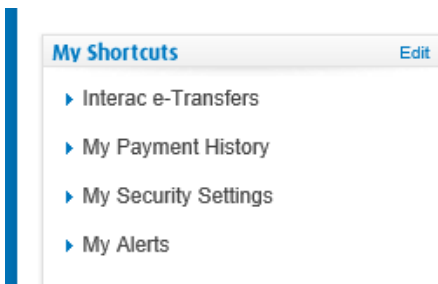 My Shortcuts Edit
Interac e-Transfers
My Payment History
My Security Settings
My Alerts